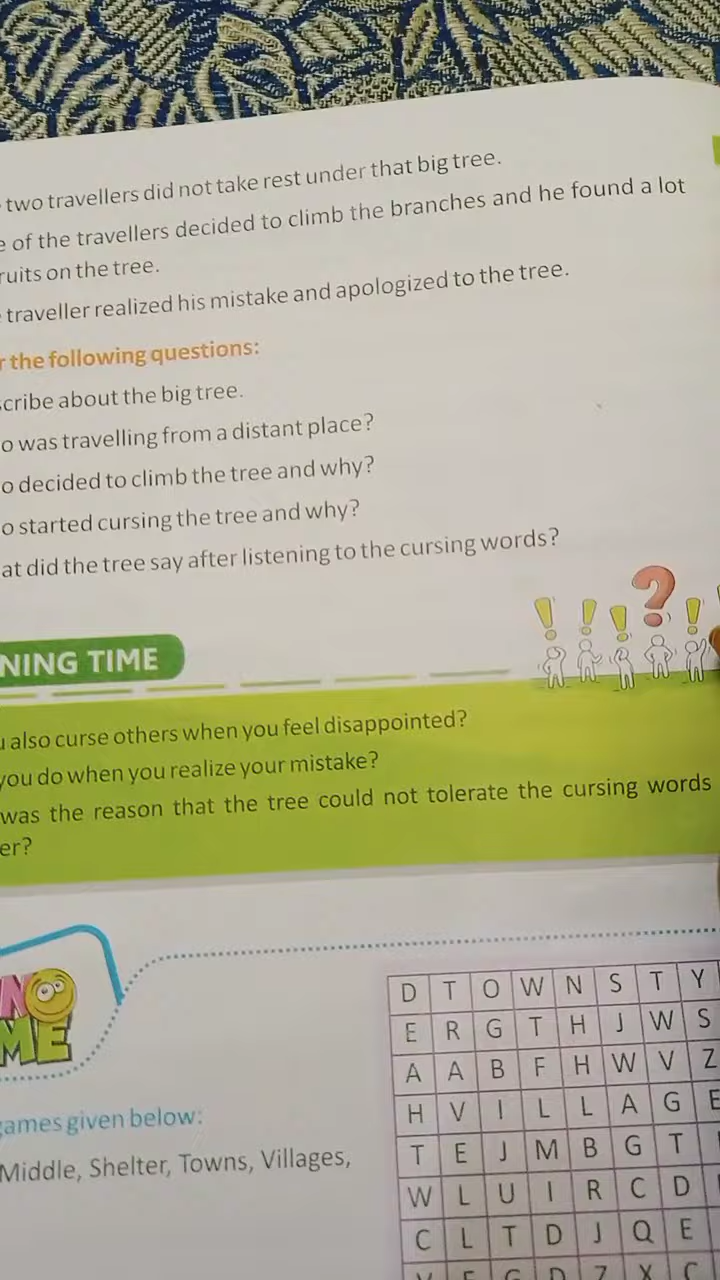 two travellers did not take rest under that big tree.
e of the travellers decided to climb the branches and he found a lot
ruits on the tree.
traveller realized his mistake and apologized to the tree.
r the following questions:
cribe about the big tree.
o was travelling from a distant place?
o decided to climb the tree and why?
o started cursing the tree and why?
at did the tree say after listening to the cursing words?
NING TIME
u also curse others when you feel disappointed?
you do when you realize your mistake?
was the reason that the tree could not tolerate the cursing words
er?
N
ME
ames given below:
Middle, Shelter, Towns, Villages,
D T O W N S T Y
E R G T H J W S
A A B F H W V Z
H V I L L A G E
T E J M B G T
W L U I R C D
C L T D J Q E